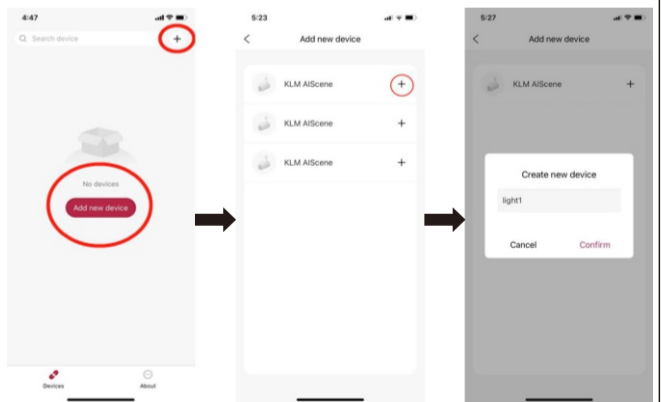 4:47
Search device
+
No devices
Add new device
Devices
About
5:23
Add new device
KLM AIScene +
KLM AIScene +
KLM AIScene +
5:27
Add new device
KLM AIScene +
Create new device
light1
Cancel Confirm